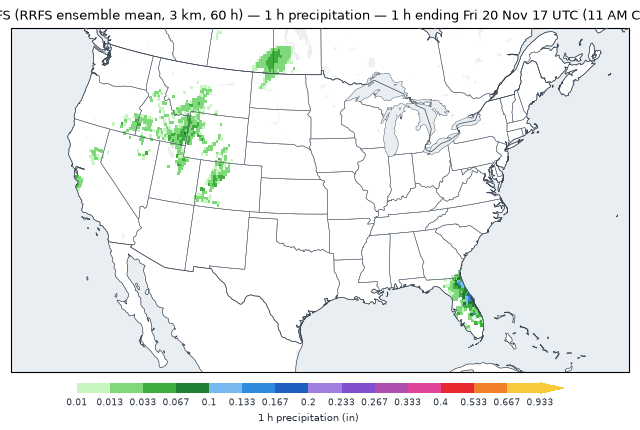 FS (RRFS ensemble mean, 3 km, 60 h) — 1 h precipitation — 1 h ending Fri 20 Nov 17 UTC (11 AM C
0.01 0.013 0.033 0.067 0.1 0.133 0.167 0.2 0.233 0.267 0.333 0.4 0.533 0.667 0.933
1 h precipitation (in)